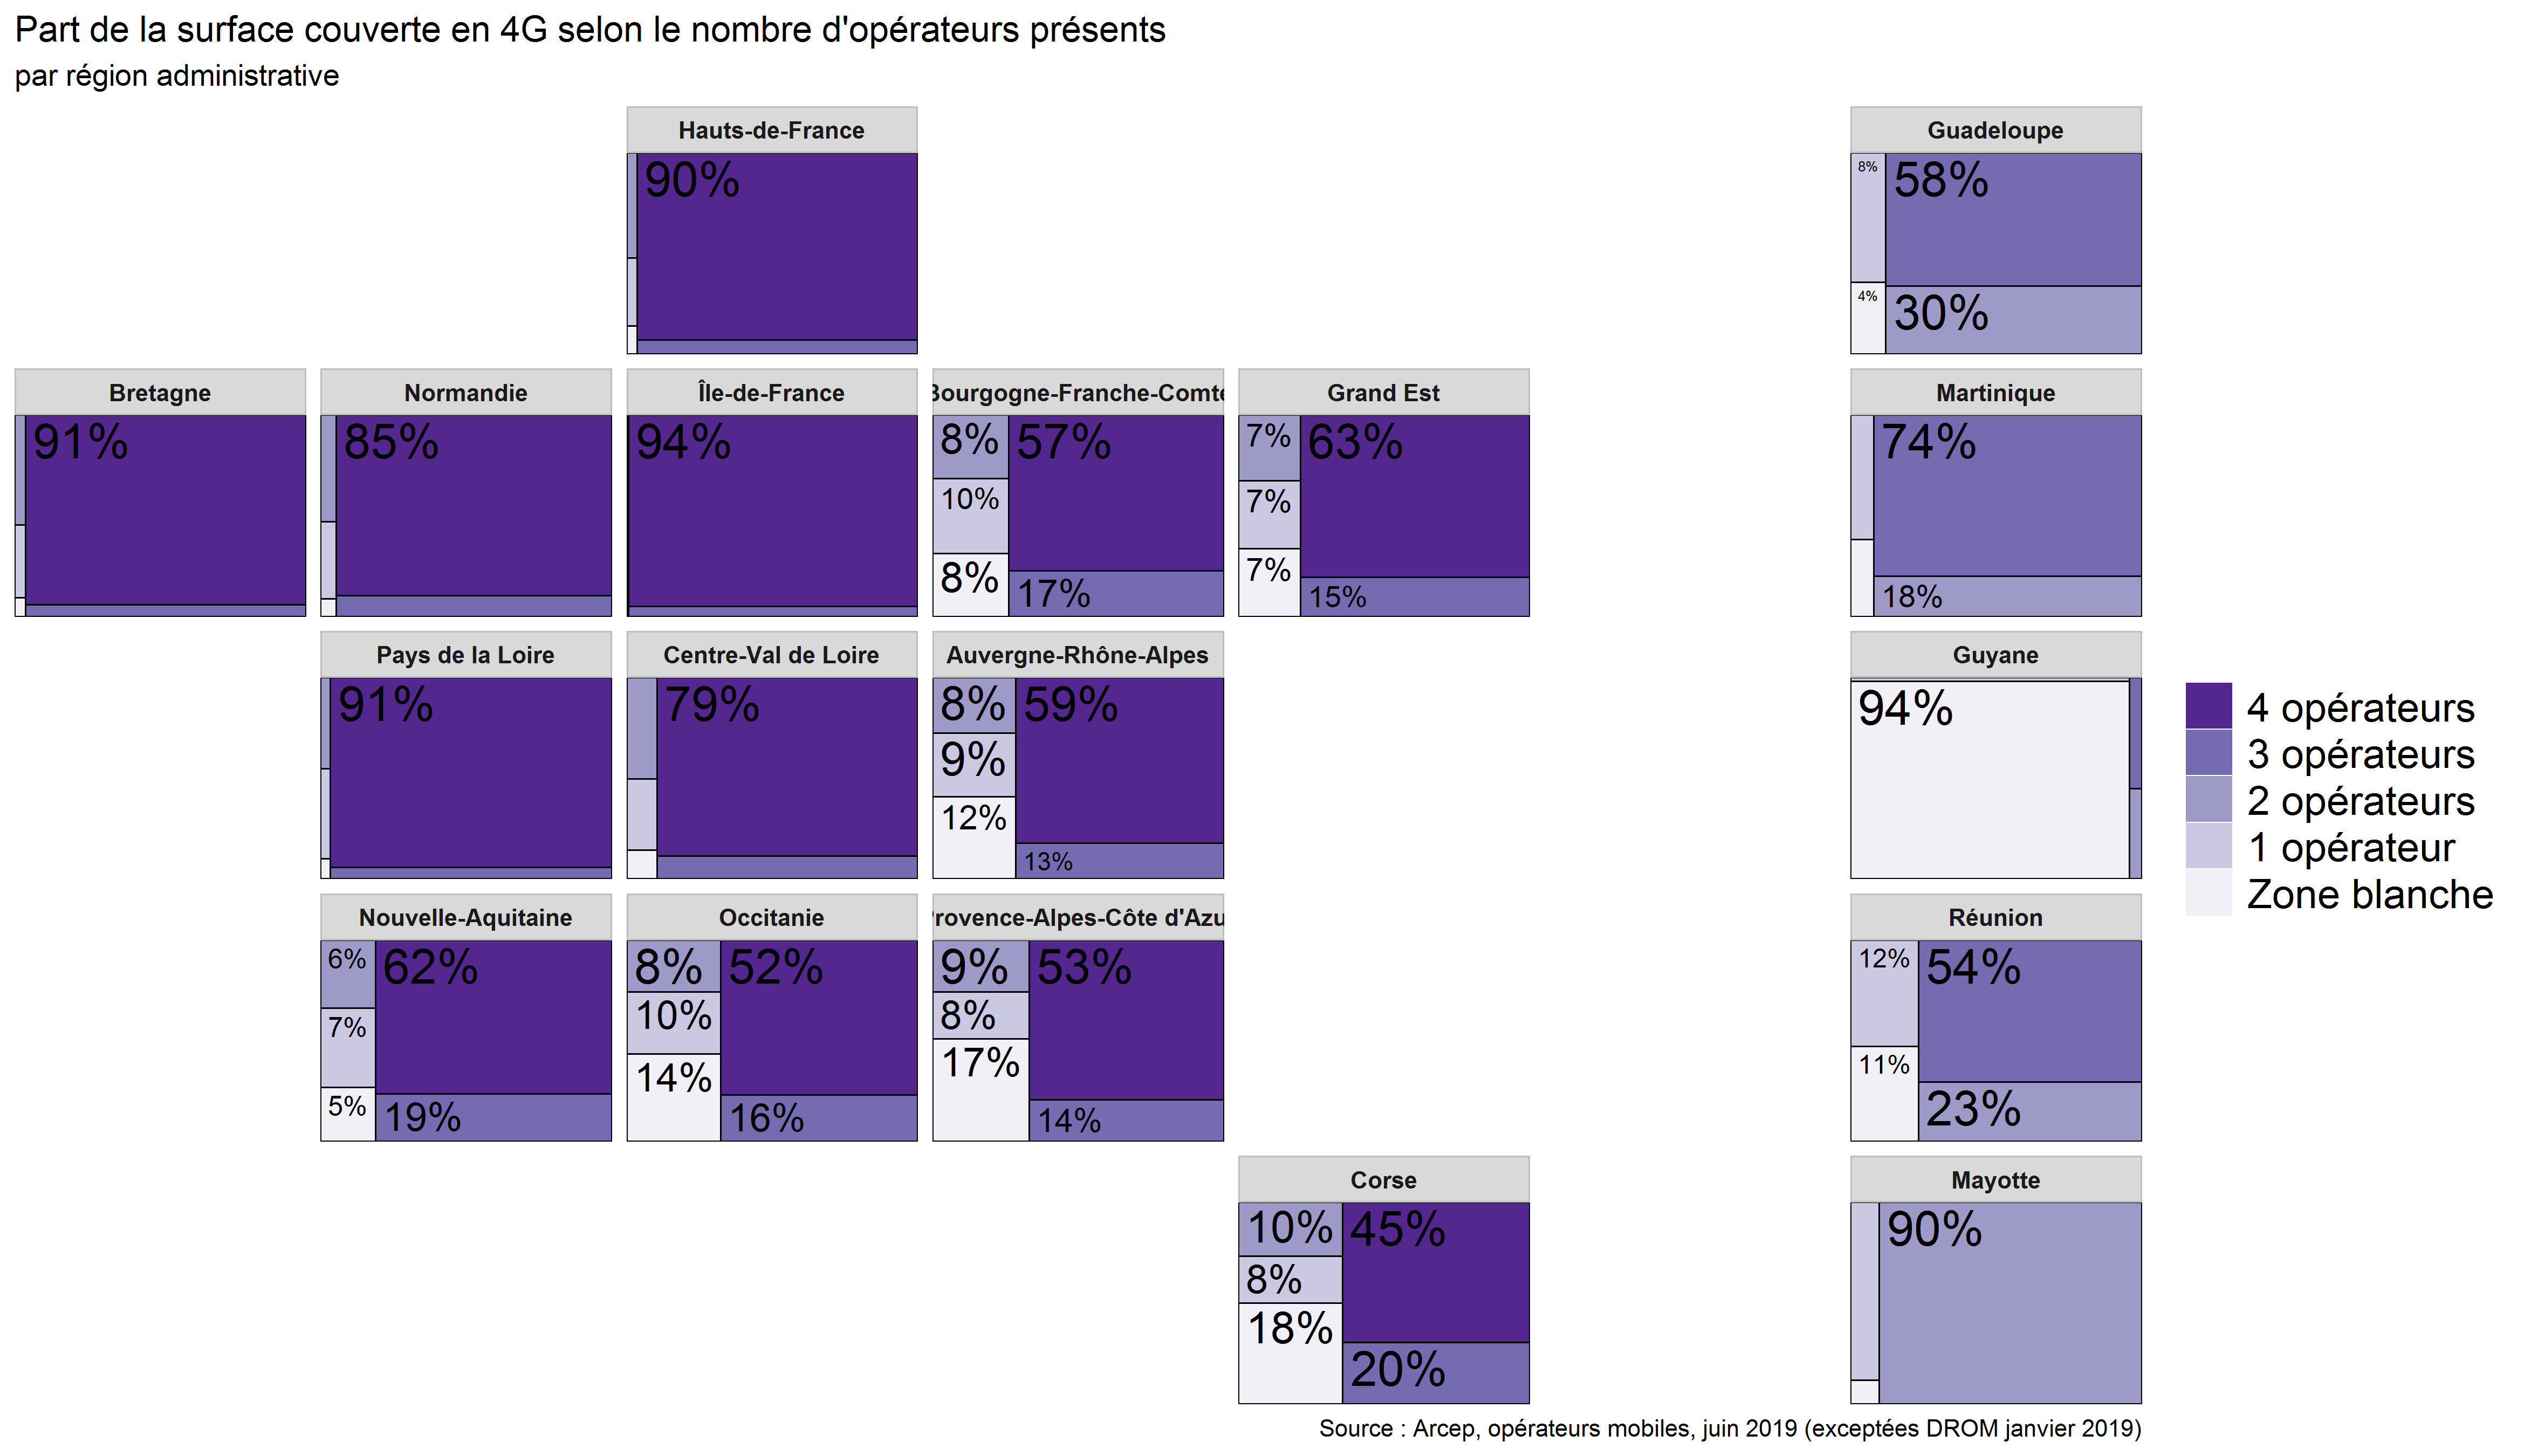 Part de la surface couverte en 4G selon le nombre d'opérateurs présents
par région administrative
Hauts-de-France
90%
Guadeloupe
8%
58%
4%
30%
Bretagne
91%
Normandie
85%
Île-de-France
94%
Bourgogne-Franche-Comté
8%
57%
10%
8%
17%
Grand Est
7%
63%
7%
7%
15%
Martinique
74%
18%
Pays de la Loire
91%
Centre-Val de Loire
79%
Auvergne-Rhône-Alpes
8%
59%
9%
12%
13%
Guyane
94%
4 opérateurs
3 opérateurs
2 opérateurs
1 opérateur
Zone blanche
Nouvelle-Aquitaine
6%
62%
7%
5%
19%
Occitanie
8%
52%
10%
14%
16%
Provence-Alpes-Côte d'Azu
9%
53%
8%
17%
14%
Réunion
12%
54%
11%
23%
Corse
10%
45%
8%
18%
20%
Mayotte
90%
Source : Arcep, opérateurs mobiles, juin 2019 (exceptées DROM janvier 2019)